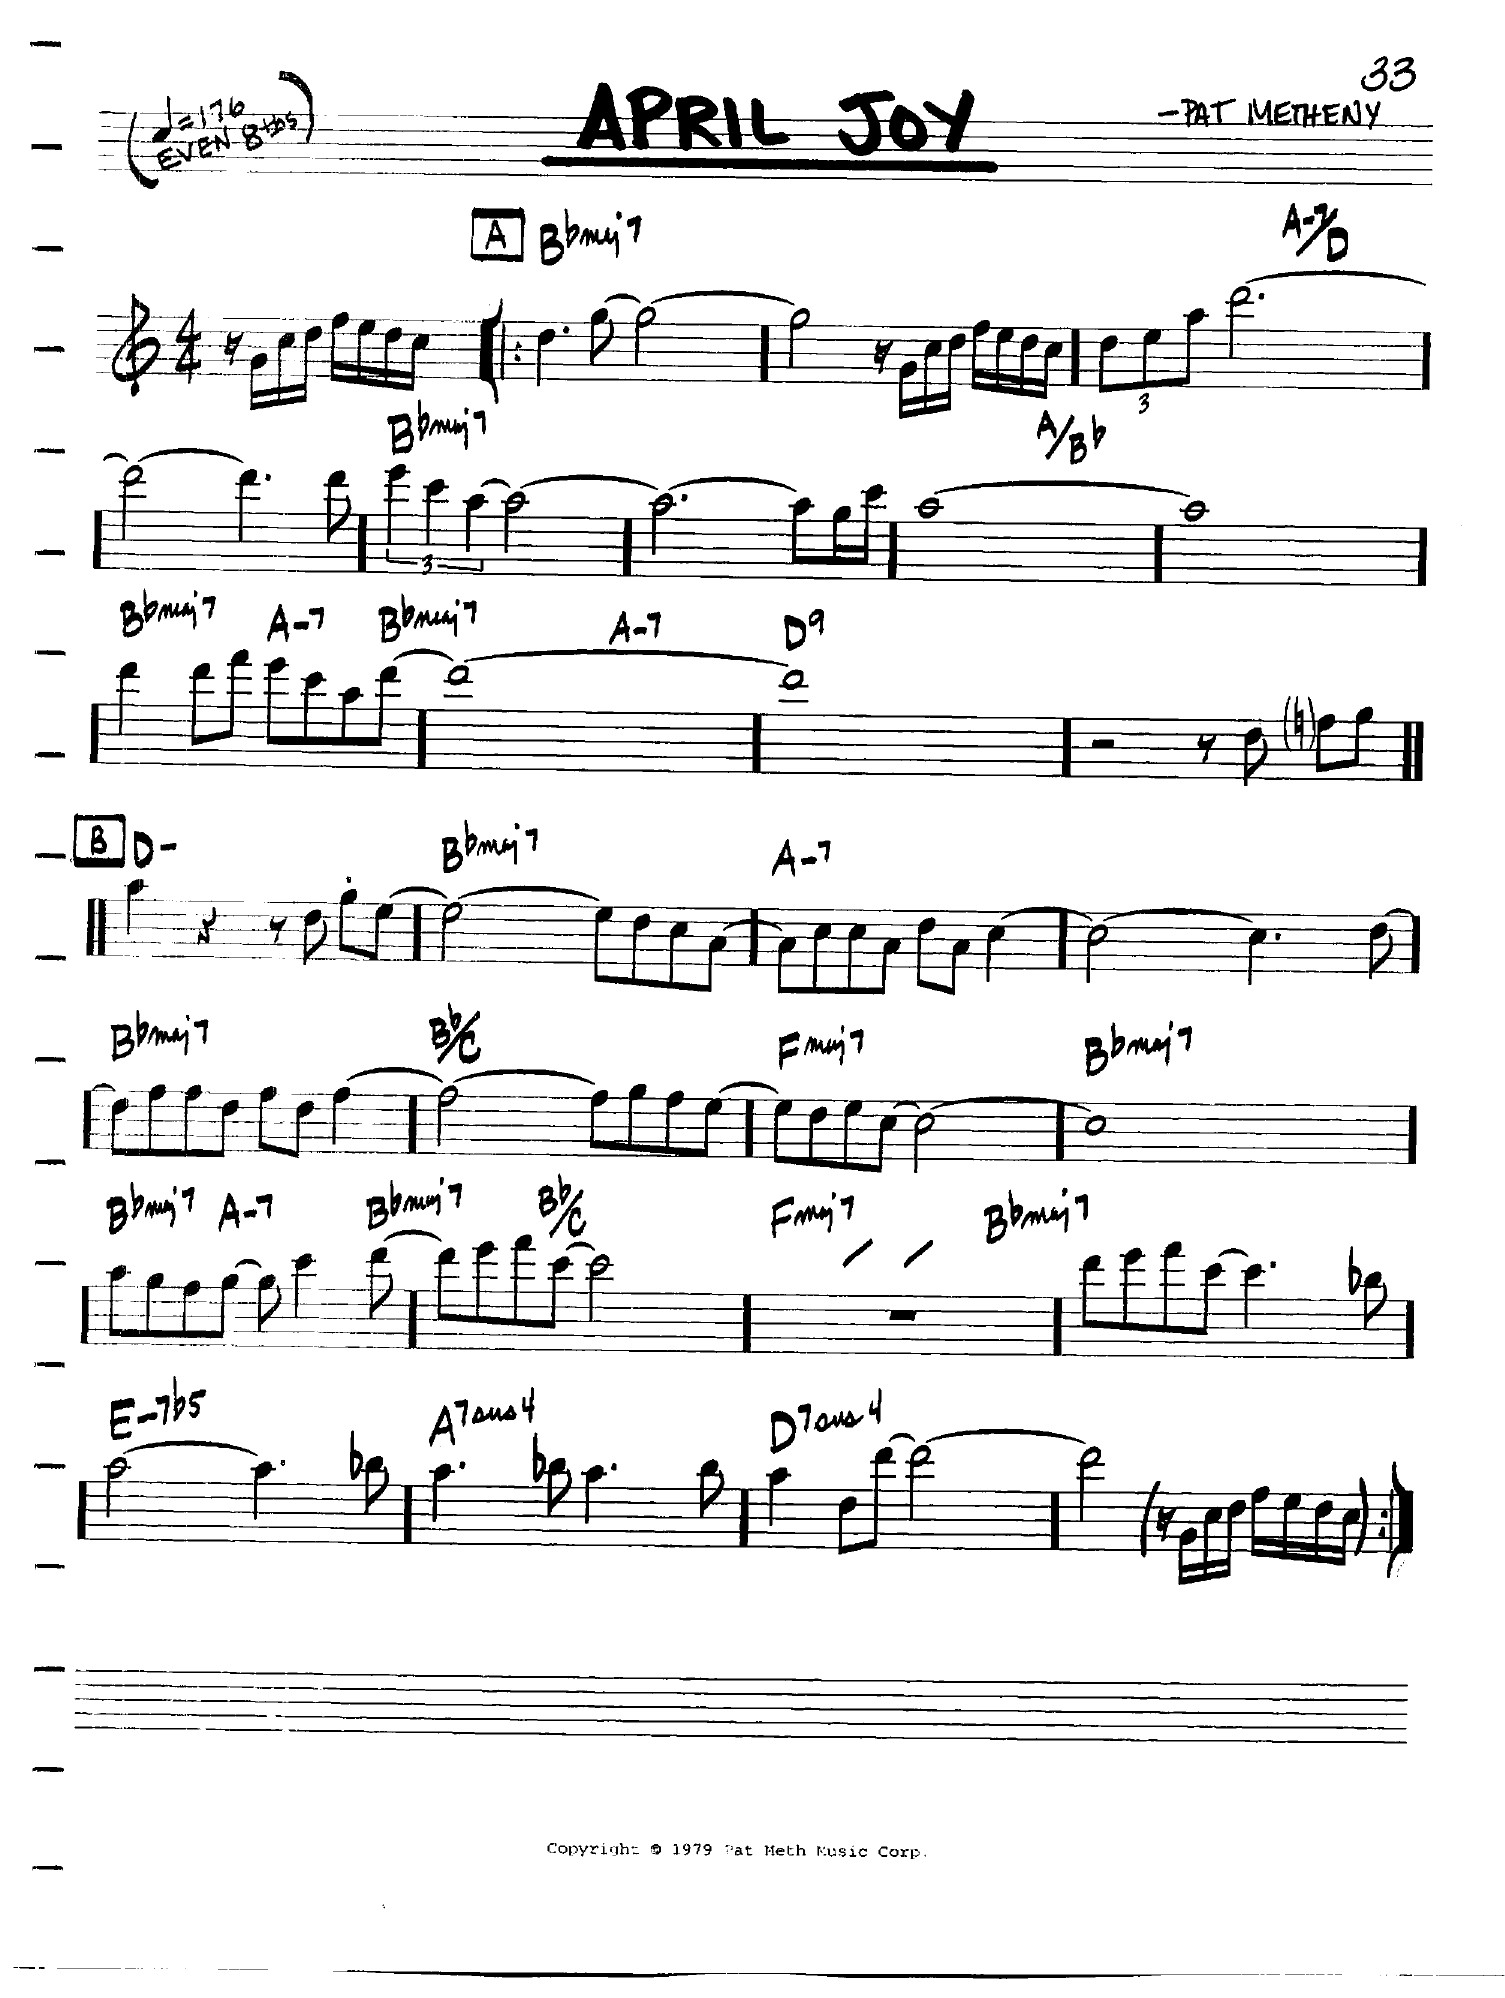 33
(♩=176
EVEN 8ths)
APRIL JOY
-PAT METHENY
A Bbmaj7 A-7/D
4
4
3
Bbmaj7 A/Bb
3
Bbmaj7 A-7 Bbmaj7 A-7 D9
B D- Bbmaj7 A-7
Bbmaj7 Bb/C Fmaj7 Bbmaj7
Bbmaj7 A-7 Bbmaj7 Bb/C Fmaj7 Bbmaj7
E-7b5 A7sus4 D7sus4
Copyright © 1979 Pat Meth Music Corp.